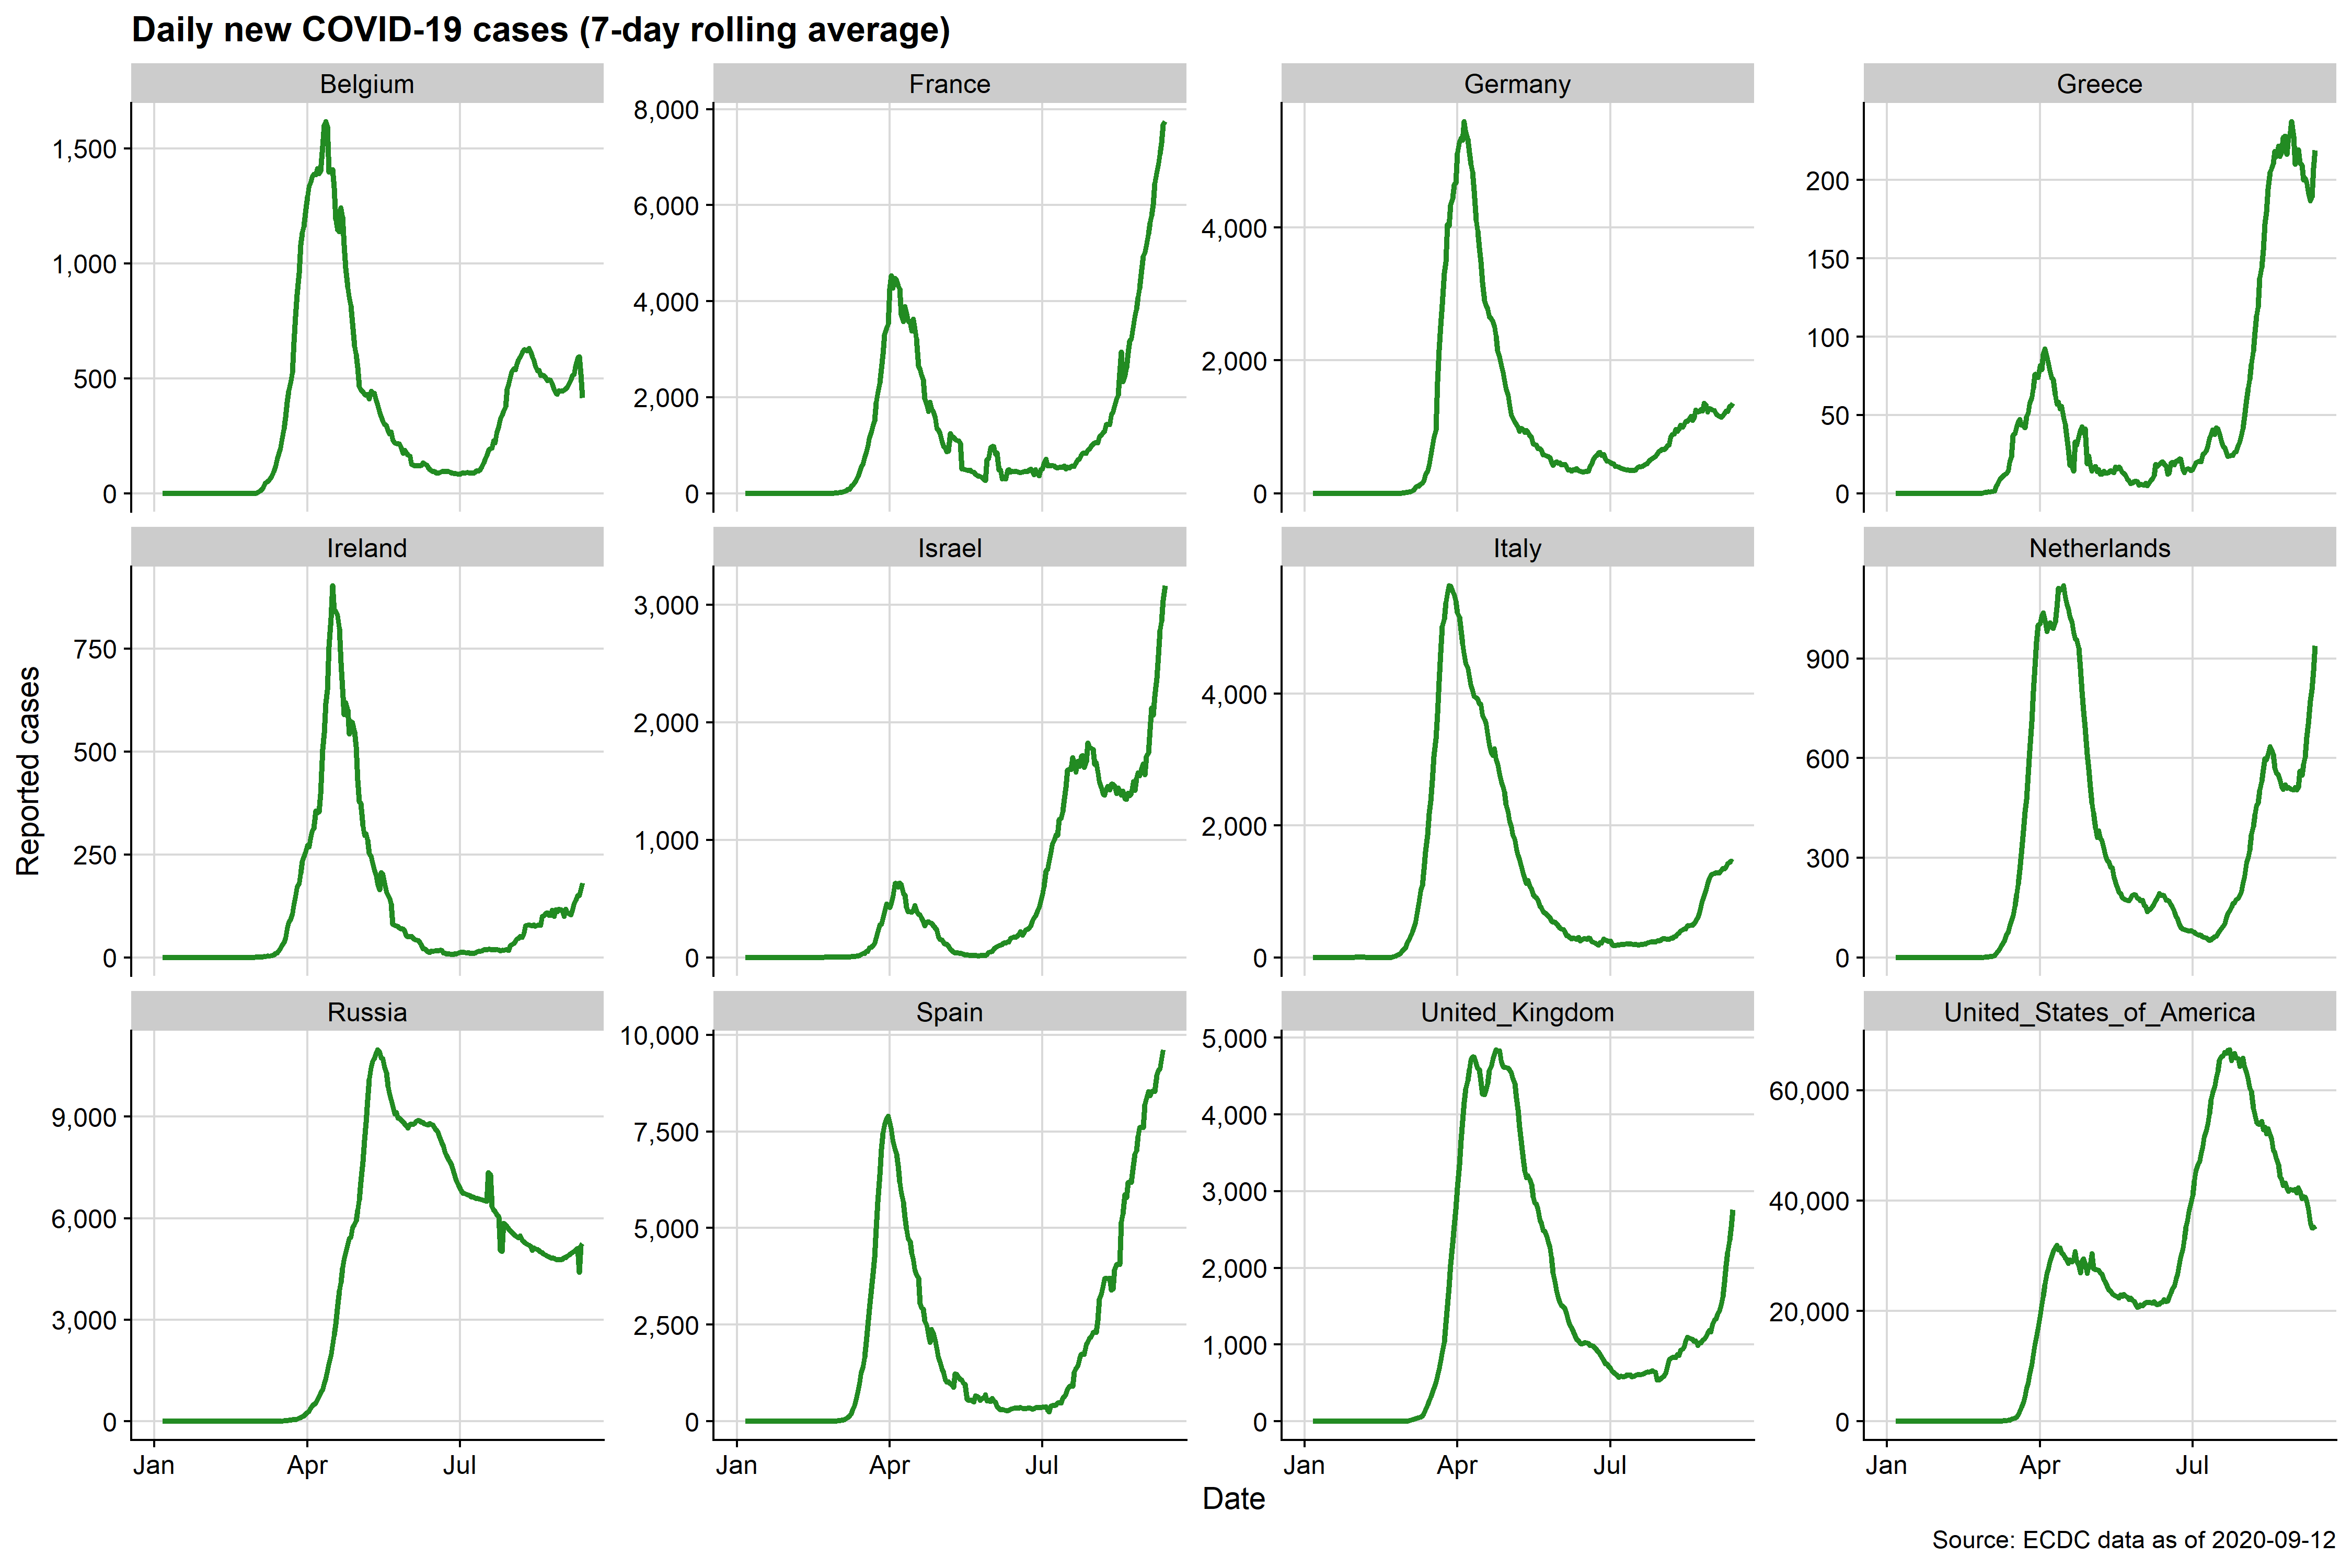 Daily new COVID-19 cases (7-day rolling average)
Reported cases
Belgium
1,500
1,000
500
0
France
8,000
6,000
4,000
2,000
0
Germany
4,000
2,000
0
Greece
200
150
100
50
0
Ireland
750
500
250
0
Israel
3,000
2,000
1,000
0
Italy
4,000
2,000
0
Netherlands
900
600
300
0
Russia
9,000
6,000
3,000
0
Jan Apr Jul
Spain
10,000
7,500
5,000
2,500
0
Jan Apr Jul
United_Kingdom
5,000
4,000
3,000
2,000
1,000
0
Jan Apr Jul
United_States_of_America
60,000
40,000
20,000
0
Jan Apr Jul
Date
Source: ECDC data as of 2020-09-12